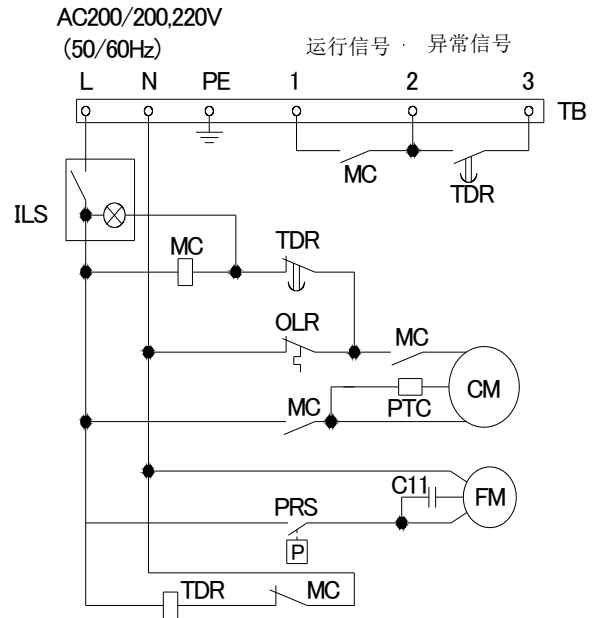 AC200/200,220V
(50/60Hz)
运行信号 · 异常信号
L N PE 1 2 3
TB
MC
TDR
ILS
MC TDR
OLR
MC
CM
PTC
MC
C11
FM
PRS
P
TDR MC